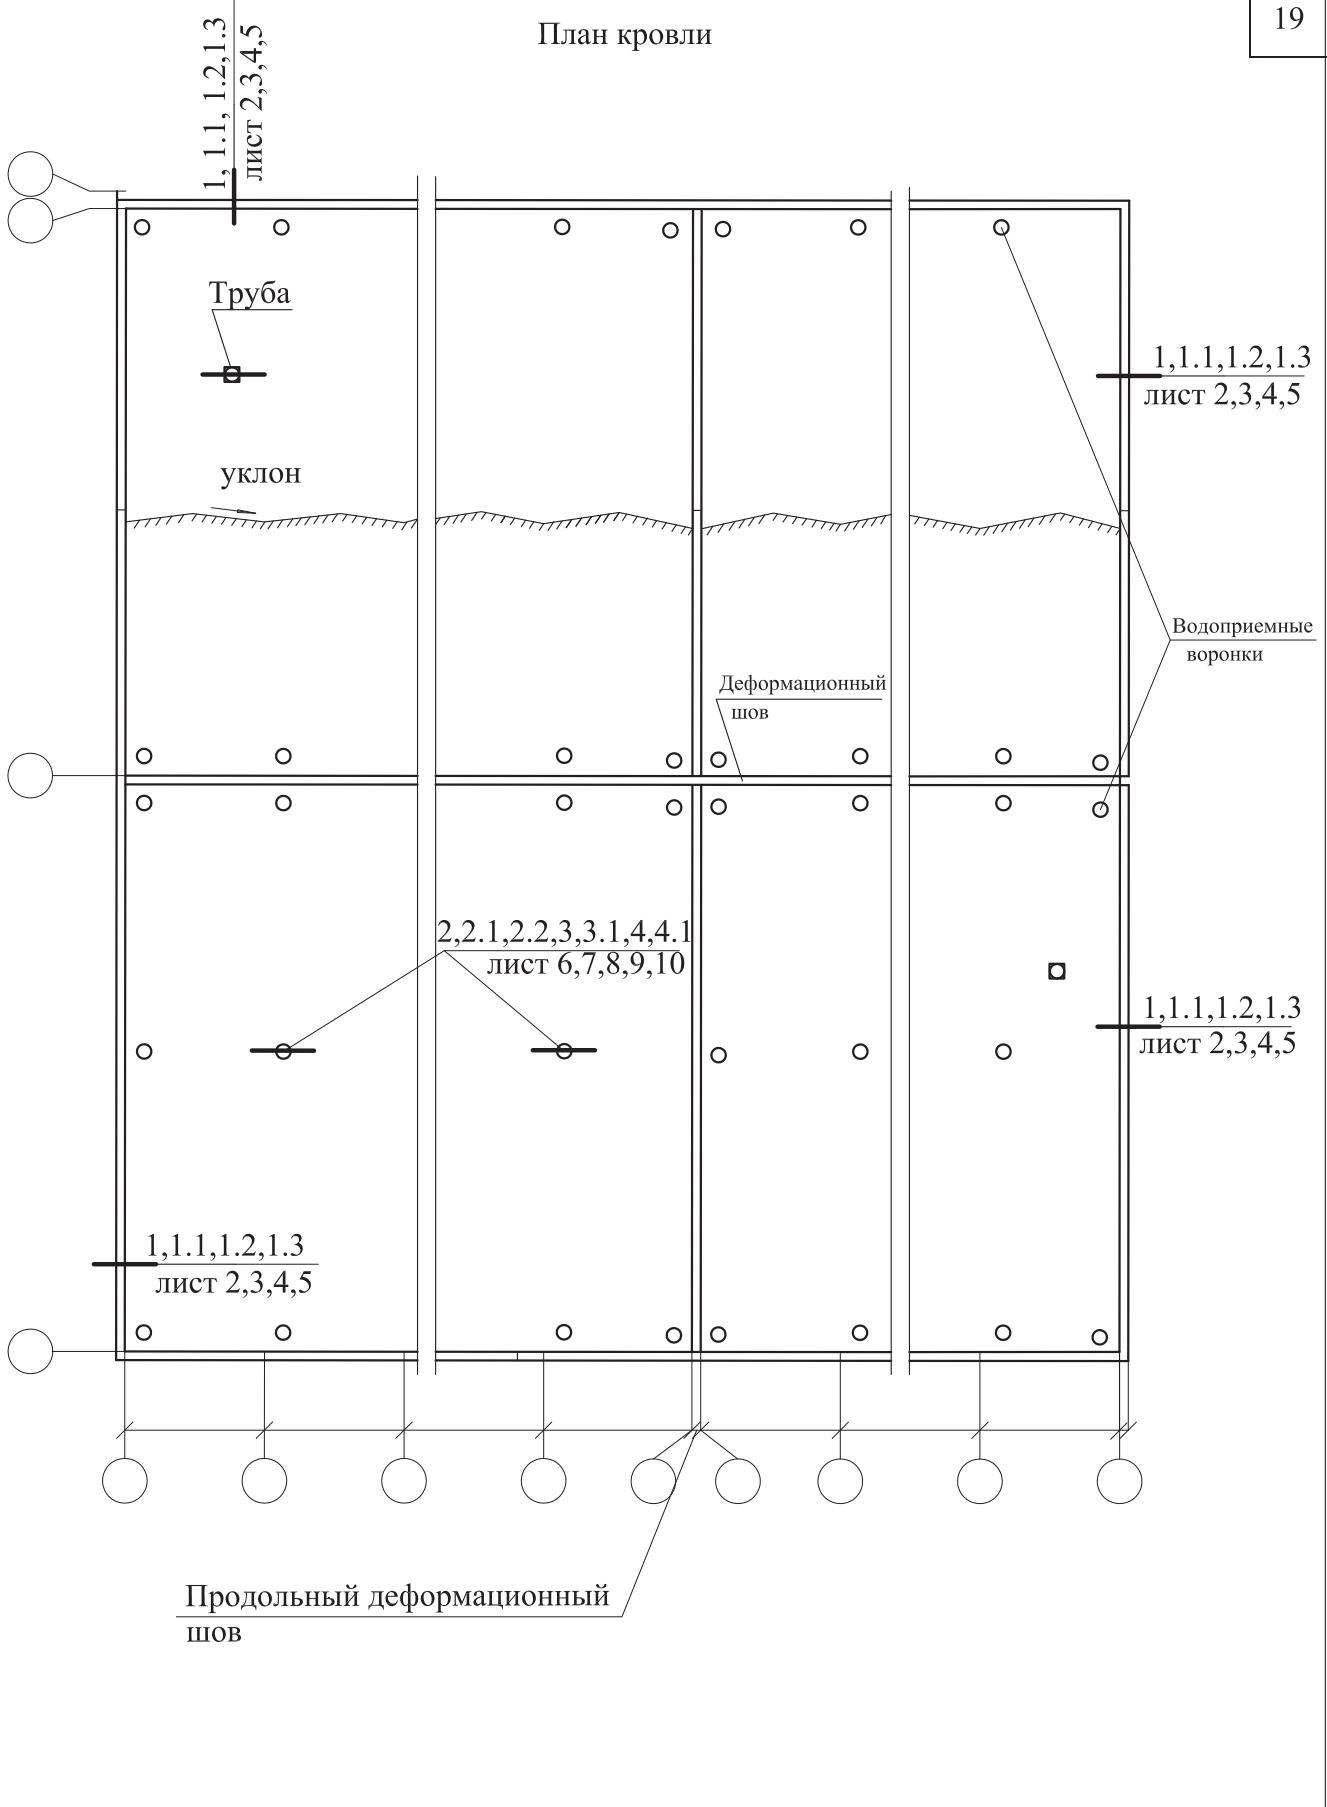 План кровли
19
1, 1.1, 1.2,1.3
лист 2,3,4,5
Труба
1,1.1,1.2,1.3
лист 2,3,4,5
уклон
Водоприемные
воронки
Деформационный
шов
2,2.1,2.2,3,3.1,4,4.1
лист 6,7,8,9,10
1,1.1,1.2,1.3
лист 2,3,4,5
1,1.1,1.2,1.3
лист 2,3,4,5
Продольный деформационный
шов